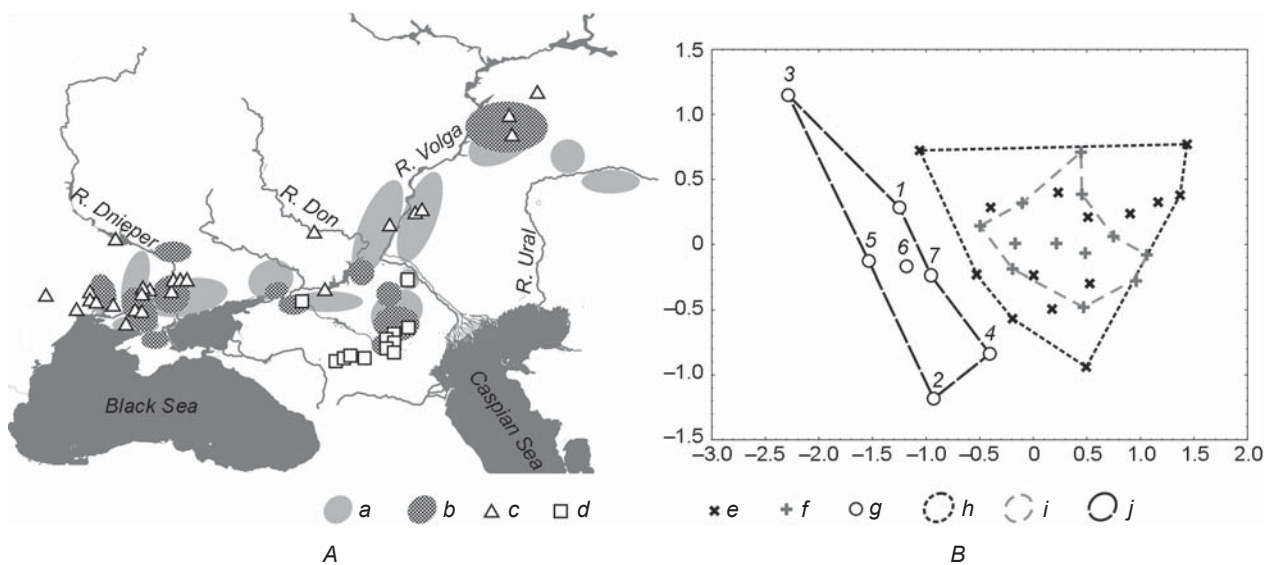 R. Volga
R. Don
R. Dnieper
R. Ural
Black Sea
Caspian Sea
a b c d
A
1.5
1.0
0.5
0
–0.5
–1.0
–1.5
–3.0 –2.5 –2.0 –1.5 –1.0 –0.5 0.0 0.5 1.0 1.5 2.0
3
1
5
6
7
4
2
e f g h i j
B